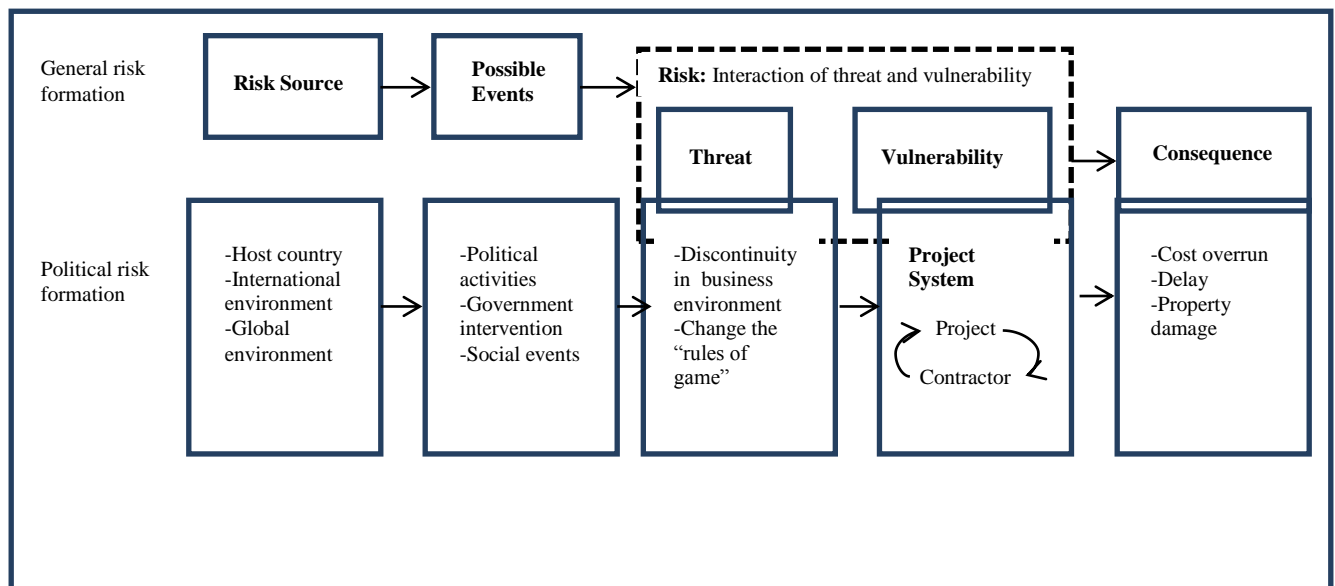 General risk
formation
Risk Source
Possible
Events
Risk: Interaction of threat and vulnerability
Threat
Vulnerability
Consequence
Political risk
formation
-Host country
-International
environment
-Global
environment
-Political
activities
-Government
intervention
-Social events
-Discontinuity
in business
environment
-Change the
“rules of
game”
Project
System
Project
Contractor
-Cost overrun
-Delay
-Property
damage